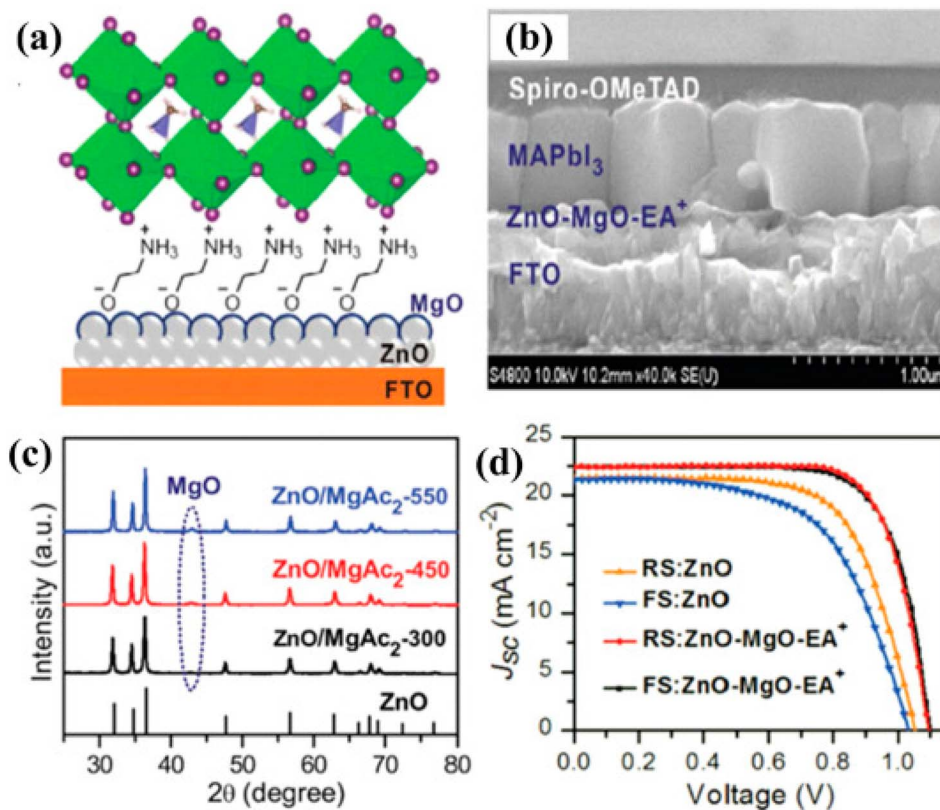 (a)
+ + + + +
NH₃ NH₃ NH₃ NH₃ NH₃
− − − − −
O O O O O
MgO
ZnO
FTO
(b)
Spiro-OMeTAD
MAPbI₃
ZnO-MgO-EA⁺
FTO
S4800 10.0kV 10.2mm x40.0k SE(U)
1.00um
(c)
MgO
ZnO/MgAc₂-550
ZnO/MgAc₂-450
ZnO/MgAc₂-300
ZnO
Intensity (a.u.)
30 40 50 60 70 80
2θ (degree)
(d)
25
20
15
10
5
0
RS:ZnO
FS:ZnO
RS:ZnO-MgO-EA⁺
FS:ZnO-MgO-EA⁺
J_SC (mA cm⁻²)
0.0 0.2 0.4 0.6 0.8 1.0
Voltage (V)